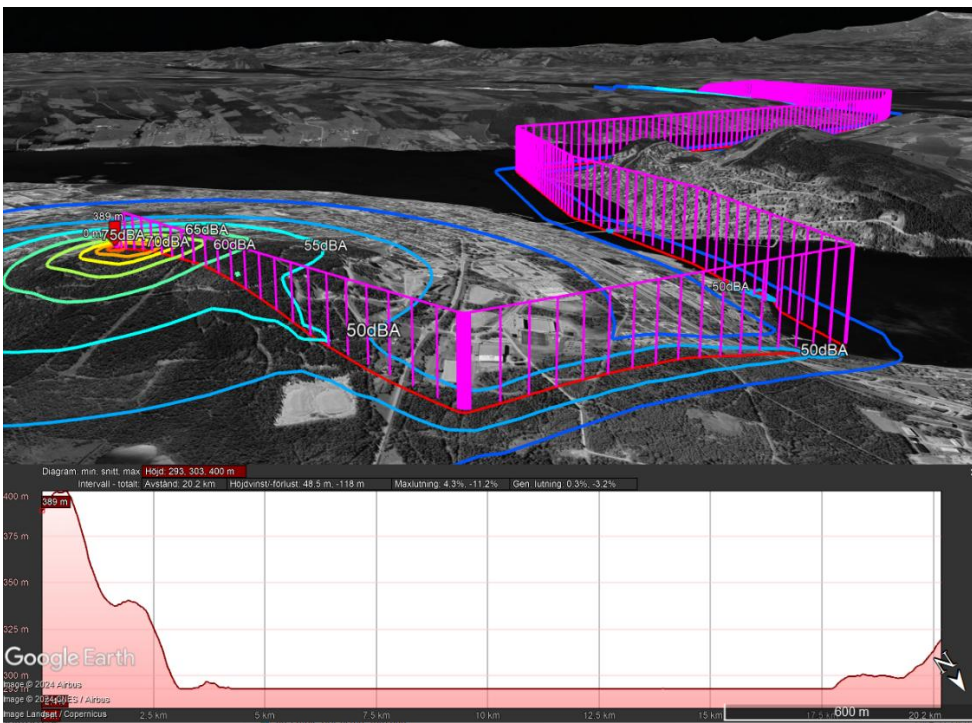 389 m
0 m
75dBA
70dBA
65dBA
60dBA
55dBA
50dBA
50dBA
50dBA
Diagram: min. snitt, max Höjd: 293, 303, 400 m
Intervall - totalt: Avstånd: 20.2 km Höjdvinst/-förlust: 48.5 m, -118 m Maxlutning: 4.3%, -11.2% Gen. lutning: 0.3%, -3.2%
400 m
389 m
375 m
350 m
325 m
300 m
293 m
Google Earth
Image © 2024 Airbus
Image © 2024 CNES / Airbus
Image Landsat / Copernicus
2.5 km
5 km
7.5 km
10 km
12.5 km
15 km
17.5 km
20.2 km
600 m
N